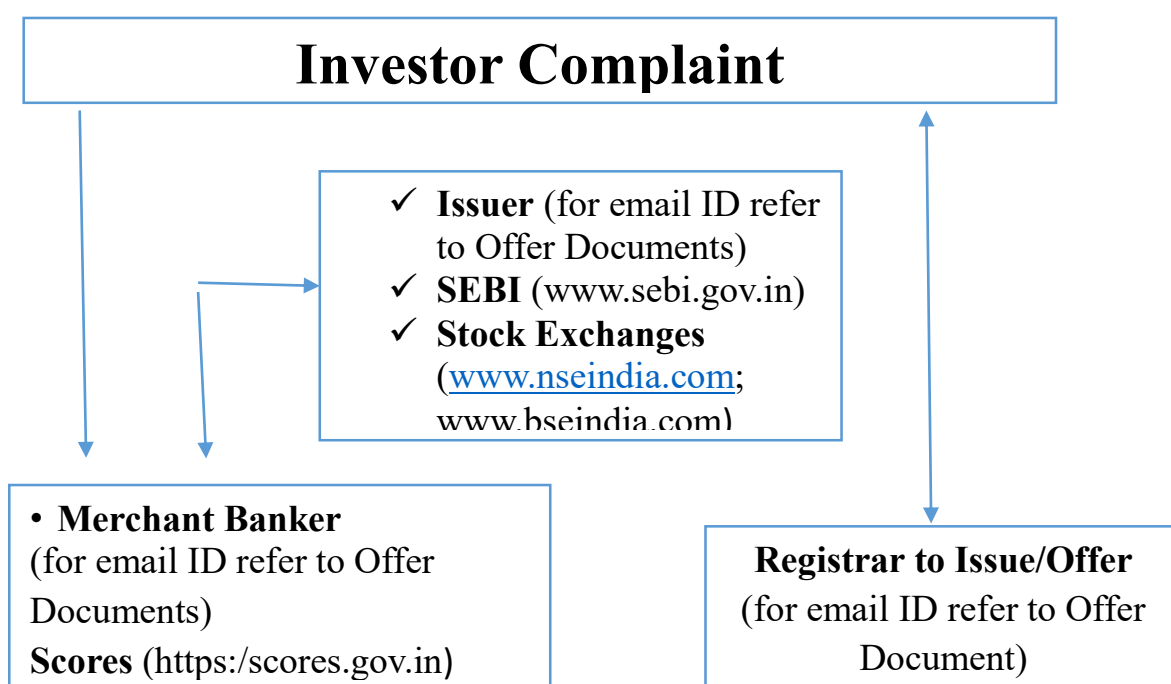 Investor Complaint
✓ Issuer (for email ID refer
to Offer Documents)
✓ SEBI (www.sebi.gov.in)
✓ Stock Exchanges
(www.nseindia.com;
www.bseindia.com)
• Merchant Banker
(for email ID refer to Offer
Documents)
Scores (https:/scores.gov.in)
Registrar to Issue/Offer
(for email ID refer to Offer
Document)